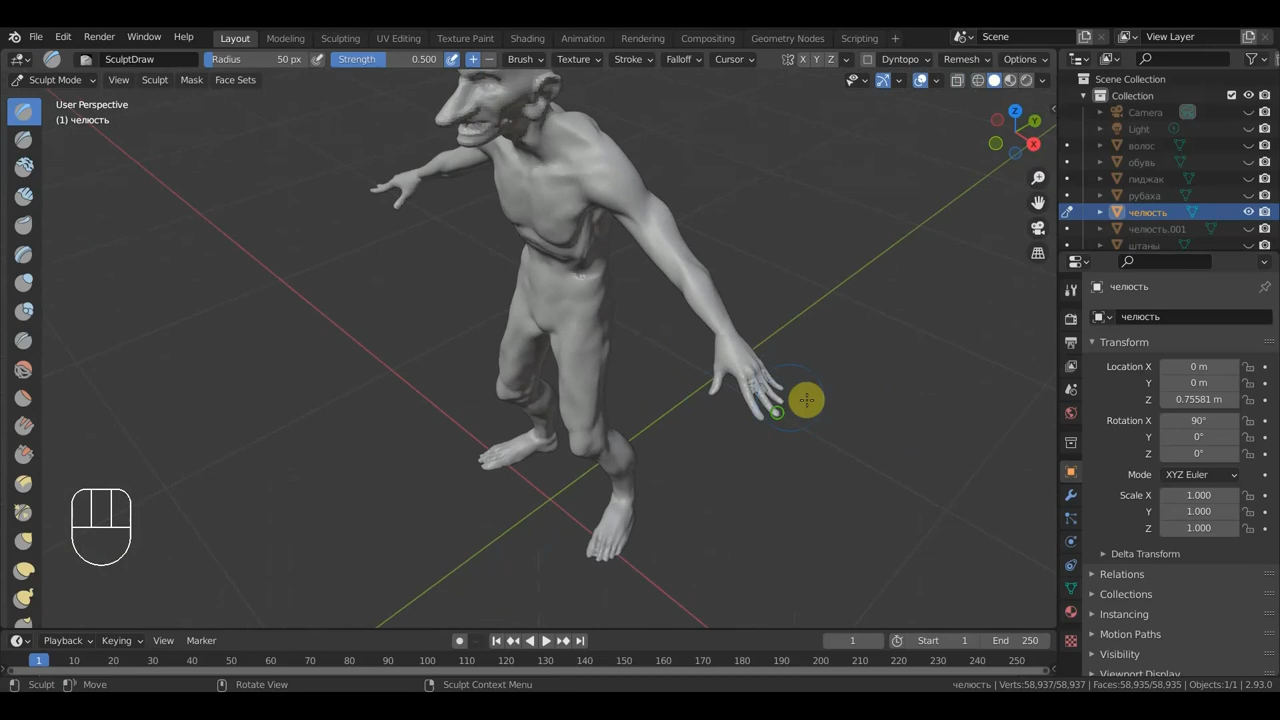 File Edit Render Window Help Layout Modeling Sculpting UV Editing Texture Paint Shading Animation Rendering Compositing Geometry Nodes Scripting + Scene View Layer
SculptDraw Radius 50 px Strength 0.500 Brush Texture Stroke Falloff Cursor X Y Z Dyntopo Remesh Options
Sculpt Mode View Sculpt Mask Face Sets
User Perspective
(1) челюсть
Z
Y
X
Scene Collection
Collection
Camera
Light
волос
обувь
пиджак
рубаха
челюсть
челюсть.001
штаны
челюсть
челюсть
Transform
Location X 0 m
Y 0 m
Z 0.75581 m
Rotation X 90°
Y 0°
Z 0°
Mode XYZ Euler
Scale X 1.000
Y 1.000
Z 1.000
Delta Transform
Relations
Collections
Instancing
Motion Paths
Visibility
Viewport Display
Playback Keying View Marker 1 Start 1 End 250
1 10 20 30 40 50 60 70 80 90 100 110 120 130 140 150 160 170 180 190 200 210 220 230 240 250
Sculpt Move Rotate View Sculpt Context Menu челюсть | Verts:58,937/58,937 | Faces:58,935/58,935 | Objects:1/1 | 2.93.0